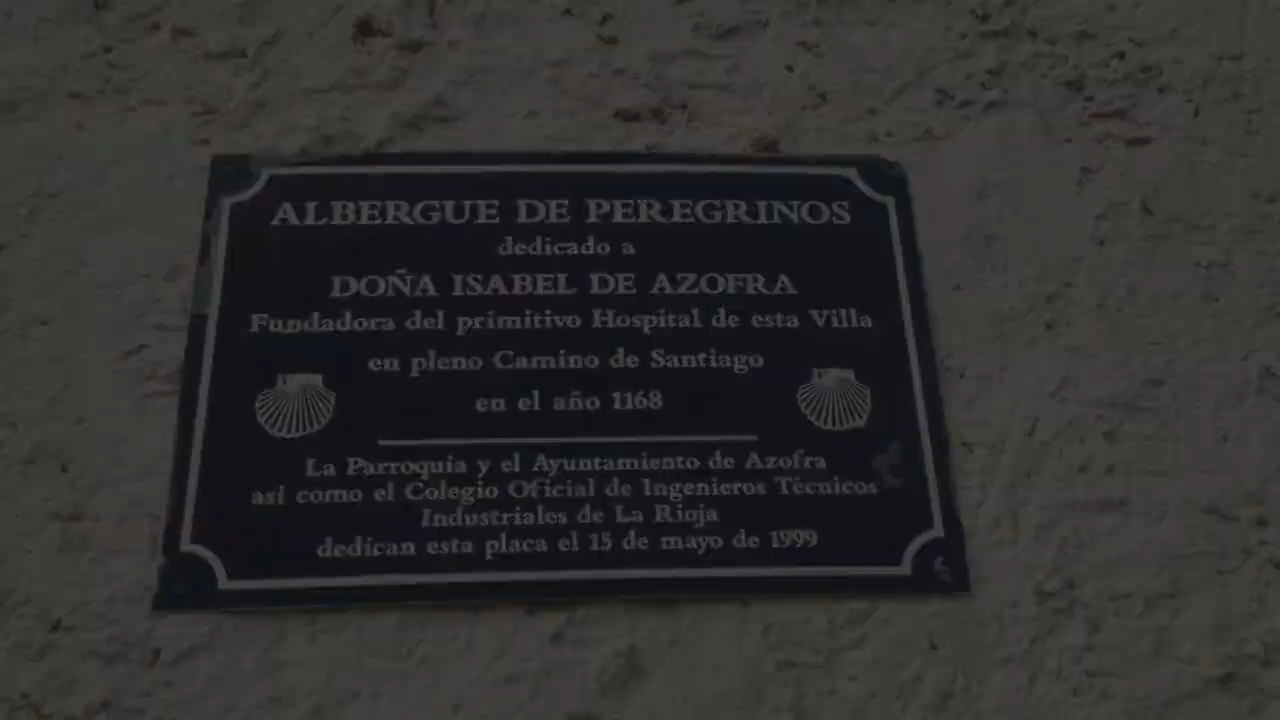 ALBERGUE DE PEREGRINOS
dedicado a
DOÑA ISABEL DE AZOFRA
Fundadora del primitivo Hospital de esta Villa
en pleno Camino de Santiago
en el año 1168
La Parroquia y el Ayuntamiento de Azofra
así como el Colegio Oficial de Ingenieros Técnicos
Industriales de La Rioja
dedican esta placa el 15 de mayo de 1999